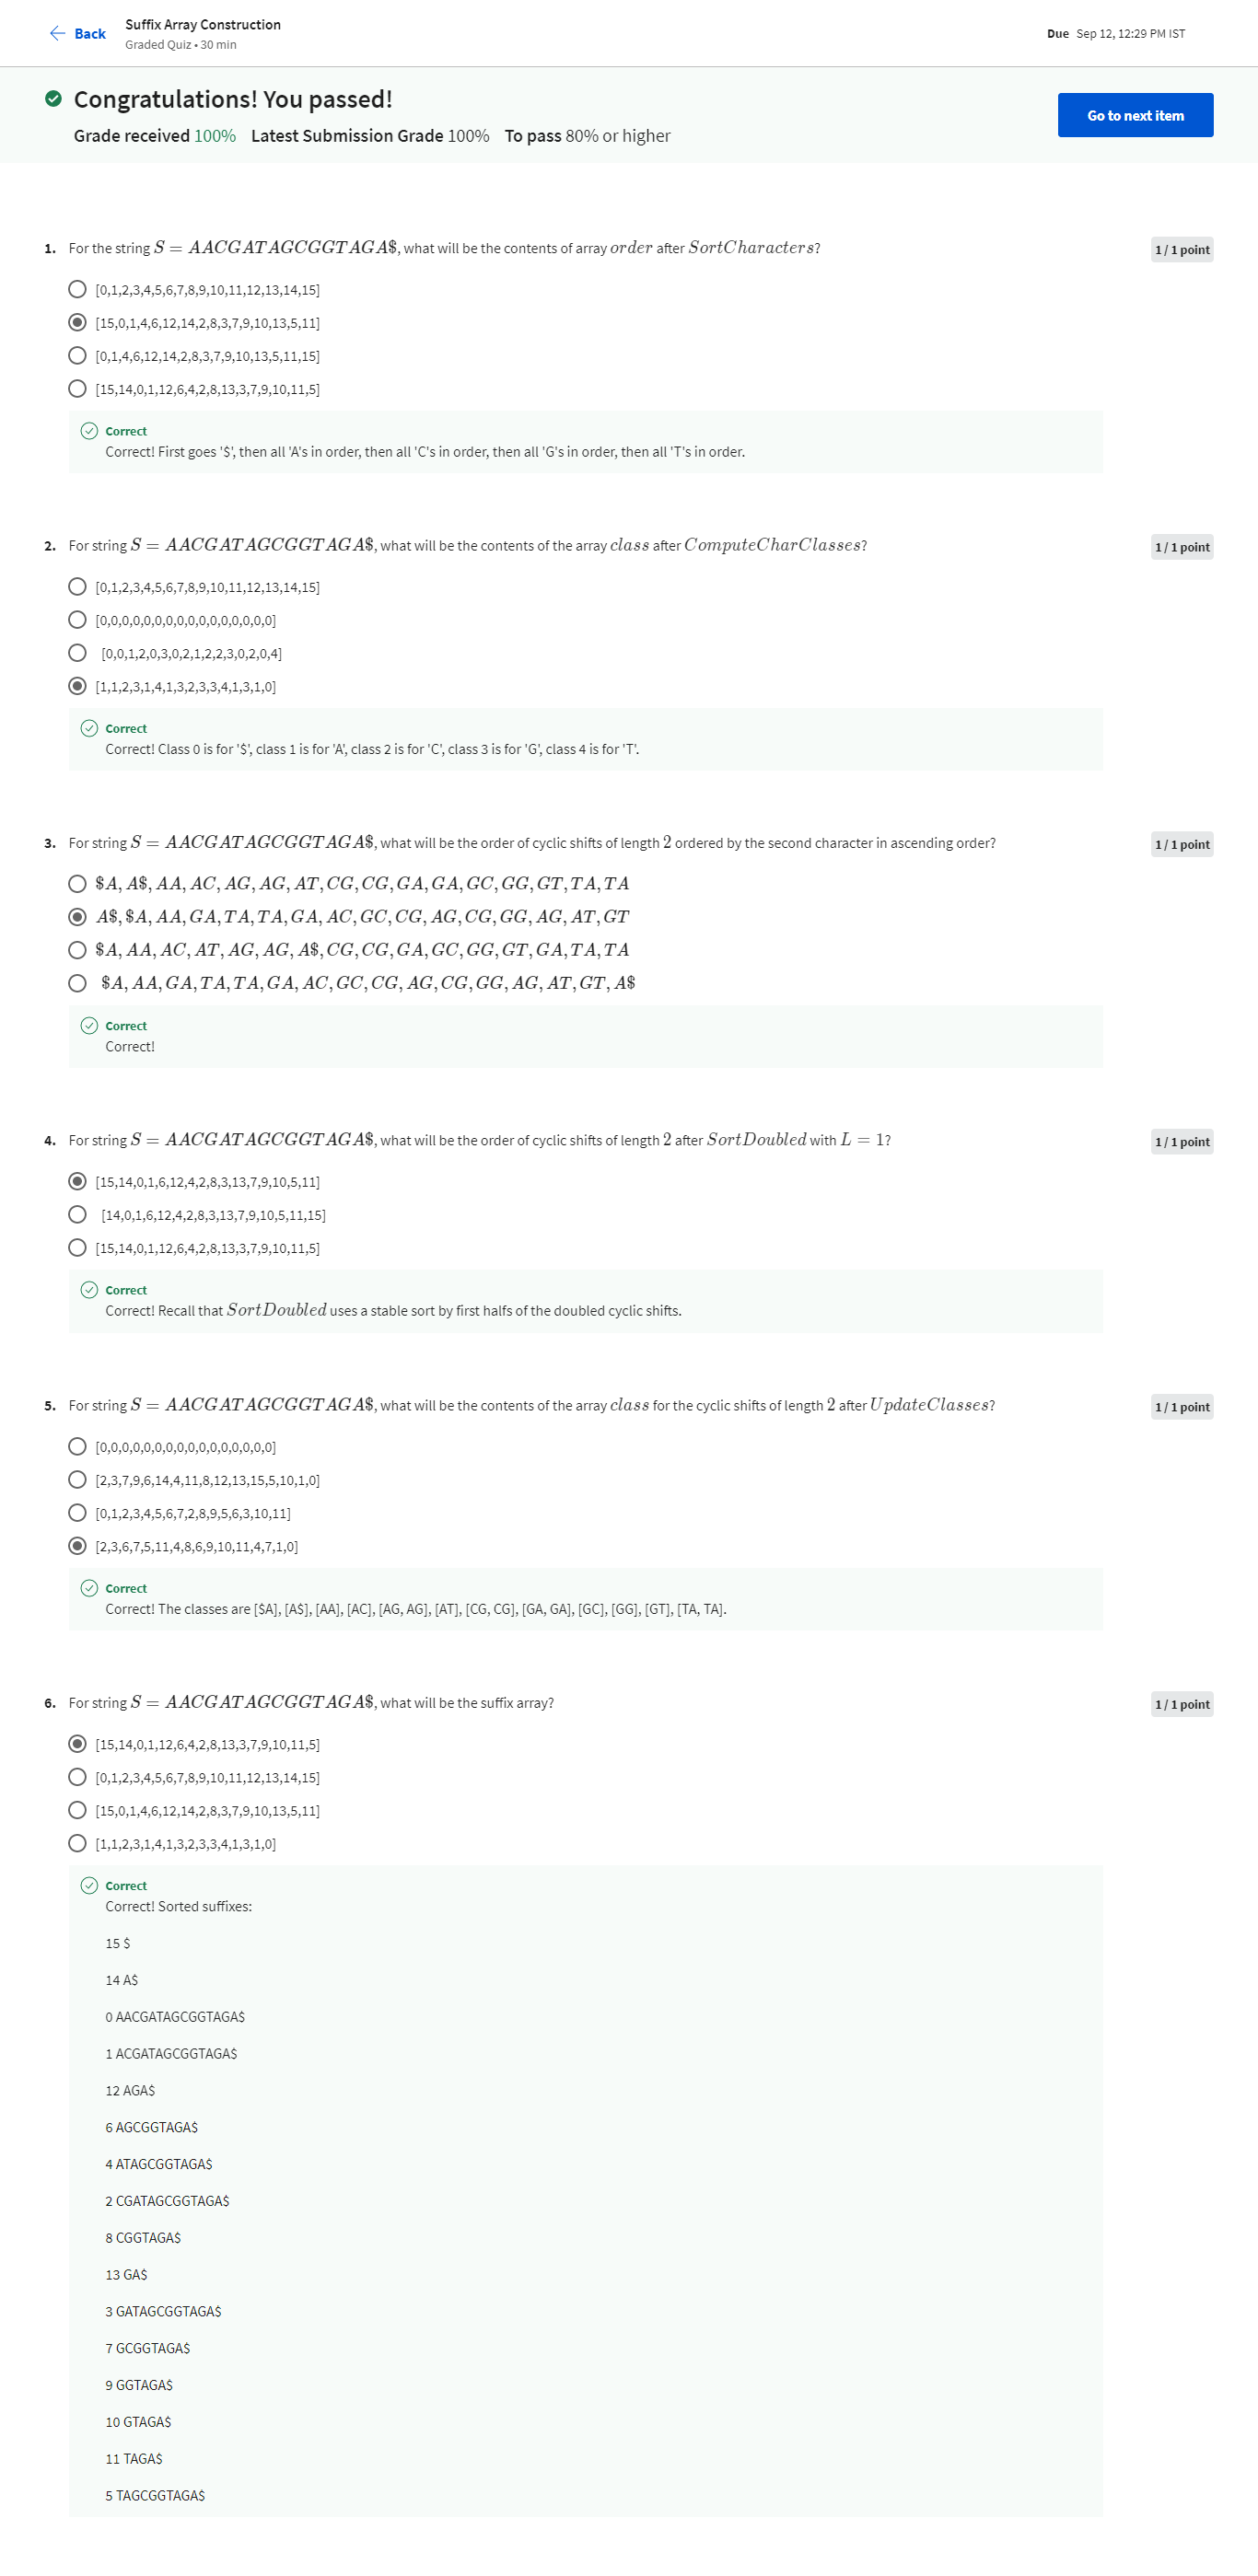 Back
Suffix Array Construction
Graded Quiz • 30 min
Due Sep 12, 12:29 PM IST
Congratulations! You passed!
Grade received 100% Latest Submission Grade 100% To pass 80% or higher
Go to next item
1. For the string S = AACGATAGCGGTAGA$, what will be the contents of array order after SortCharacters?
1 / 1 point
[0,1,2,3,4,5,6,7,8,9,10,11,12,13,14,15]
[15,0,1,4,6,12,14,2,8,3,7,9,10,13,5,11]
[0,1,4,6,12,14,2,8,3,7,9,10,13,5,11,15]
[15,14,0,1,12,6,4,2,8,13,3,7,9,10,11,5]
Correct
Correct! First goes '$', then all 'A's in order, then all 'C's in order, then all 'G's in order, then all 'T's in order.
2. For string S = AACGATAGCGGTAGA$, what will be the contents of the array class after ComputeCharClasses?
1 / 1 point
[0,1,2,3,4,5,6,7,8,9,10,11,12,13,14,15]
[0,0,0,0,0,0,0,0,0,0,0,0,0,0,0,0]
[0,0,1,2,0,3,0,2,1,2,2,3,0,2,0,4]
[1,1,2,3,1,4,1,3,2,3,3,4,1,3,1,0]
Correct
Correct! Class 0 is for '$', class 1 is for 'A', class 2 is for 'C', class 3 is for 'G', class 4 is for 'T'.
3. For string S = AACGATAGCGGTAGA$, what will be the order of cyclic shifts of length 2 ordered by the second character in ascending order?
1 / 1 point
$A, A$, AA, AC, AG, AG, AT, CG, CG, GA, GA, GC, GG, GT, TA, TA
A$, $A, AA, GA, TA, TA, GA, AC, GC, CG, AG, CG, GG, AG, AT, GT
$A, AA, AC, AT, AG, AG, A$, CG, CG, GA, GC, GG, GT, GA, TA, TA
$A, AA, GA, TA, TA, GA, AC, GC, CG, AG, CG, GG, AG, AT, GT, A$
Correct
Correct!
4. For string S = AACGATAGCGGTAGA$, what will be the order of cyclic shifts of length 2 after SortDoubled with L = 1?
1 / 1 point
[15,14,0,1,6,12,4,2,8,3,13,7,9,10,5,11]
[14,0,1,6,12,4,2,8,3,13,7,9,10,5,11,15]
[15,14,0,1,12,6,4,2,8,13,3,7,9,10,11,5]
Correct
Correct! Recall that SortDoubled uses a stable sort by first halfs of the doubled cyclic shifts.
5. For string S = AACGATAGCGGTAGA$, what will be the contents of the array class for the cyclic shifts of length 2 after UpdateClasses?
1 / 1 point
[0,0,0,0,0,0,0,0,0,0,0,0,0,0,0,0]
[2,3,7,9,6,14,4,11,8,12,13,15,5,10,1,0]
[0,1,2,3,4,5,6,7,2,8,9,5,6,3,10,11]
[2,3,6,7,5,11,4,8,6,9,10,11,4,7,1,0]
Correct
Correct! The classes are [$A], [A$], [AA], [AC], [AG, AG], [AT], [CG, CG], [GA, GA], [GC], [GG], [GT], [TA, TA].
6. For string S = AACGATAGCGGTAGA$, what will be the suffix array?
1 / 1 point
[15,14,0,1,12,6,4,2,8,13,3,7,9,10,11,5]
[0,1,2,3,4,5,6,7,8,9,10,11,12,13,14,15]
[15,0,1,4,6,12,14,2,8,3,7,9,10,13,5,11]
[1,1,2,3,1,4,1,3,2,3,3,4,1,3,1,0]
Correct
Correct! Sorted suffixes:
15 $
14 A$
0 AACGATAGCGGTAGA$
1 ACGATAGCGGTAGA$
12 AGA$
6 AGCGGTAGA$
4 ATAGCGGTAGA$
2 CGATAGCGGTAGA$
8 CGGTAGA$
13 GA$
3 GATAGCGGTAGA$
7 GCGGTAGA$
9 GGTAGA$
10 GTAGA$
11 TAGA$
5 TAGCGGTAGA$